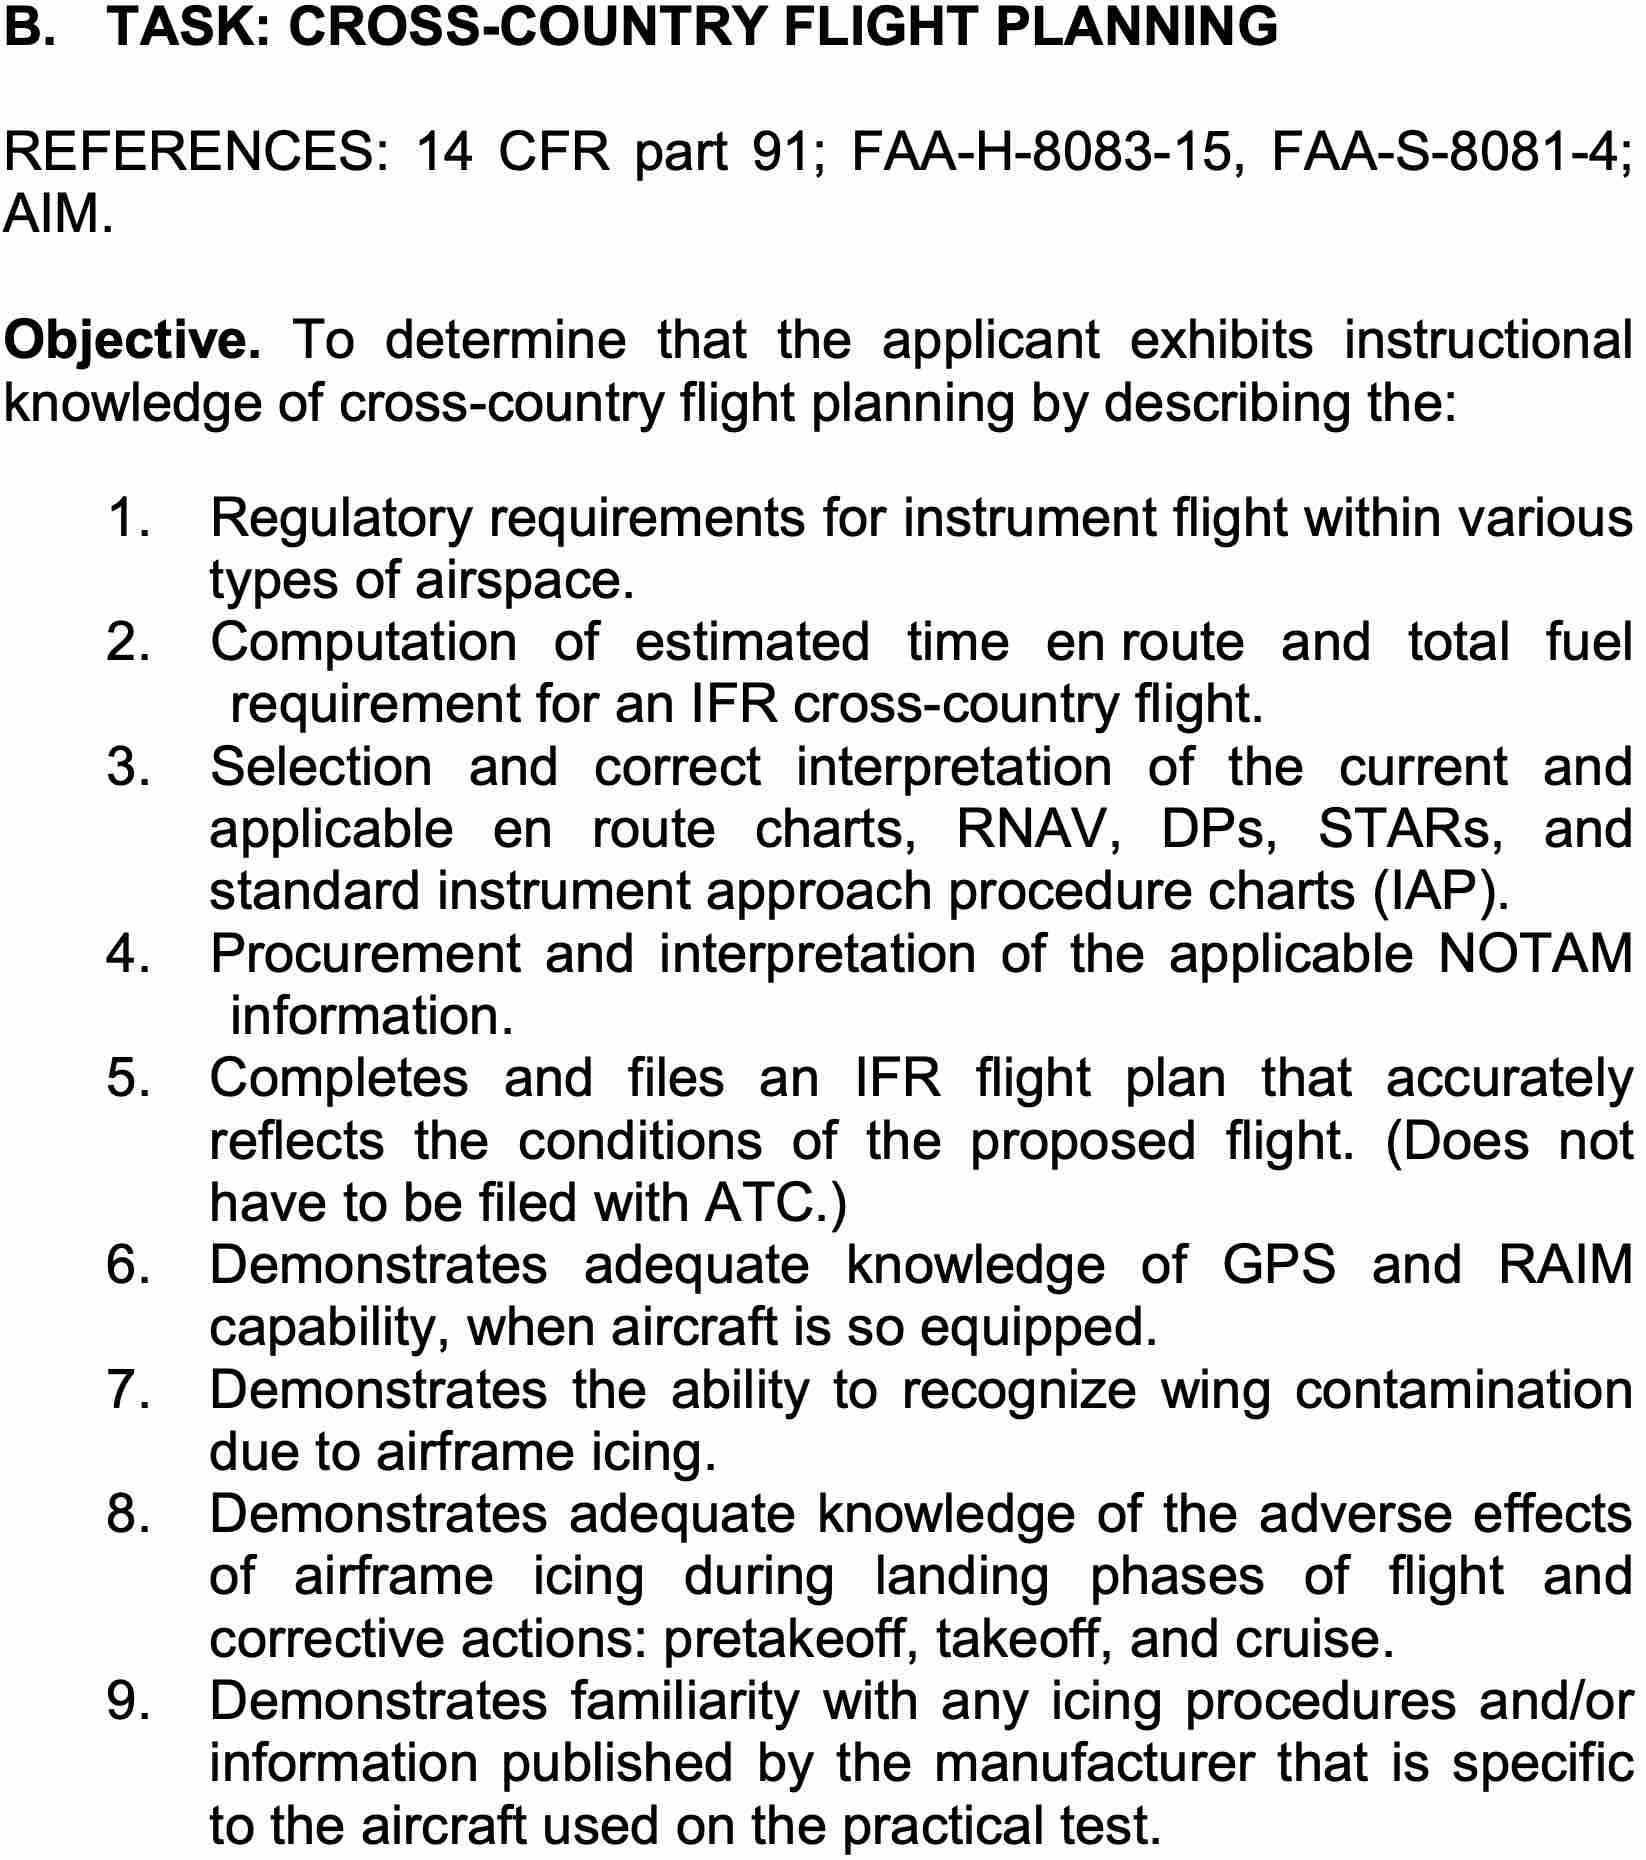 B. TASK: CROSS-COUNTRY FLIGHT PLANNING
REFERENCES: 14 CFR part 91; FAA-H-8083-15, FAA-S-8081-4;
AIM.
Objective. To determine that the applicant exhibits instructional
knowledge of cross-country flight planning by describing the:
1. Regulatory requirements for instrument flight within various
types of airspace.
2. Computation of estimated time en route and total fuel
requirement for an IFR cross-country flight.
3. Selection and correct interpretation of the current and
applicable en route charts, RNAV, DPs, STARs, and
standard instrument approach procedure charts (IAP).
4. Procurement and interpretation of the applicable NOTAM
information.
5. Completes and files an IFR flight plan that accurately
reflects the conditions of the proposed flight. (Does not
have to be filed with ATC.)
6. Demonstrates adequate knowledge of GPS and RAIM
capability, when aircraft is so equipped.
7. Demonstrates the ability to recognize wing contamination
due to airframe icing.
8. Demonstrates adequate knowledge of the adverse effects
of airframe icing during landing phases of flight and
corrective actions: pretakeoff, takeoff, and cruise.
9. Demonstrates familiarity with any icing procedures and/or
information published by the manufacturer that is specific
to the aircraft used on the practical test.